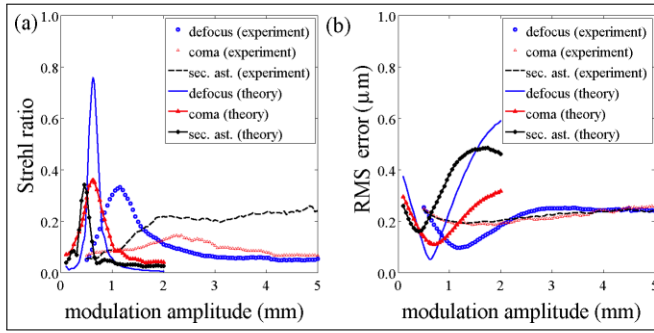 (a)
defocus (experiment)
coma (experiment)
sec. ast. (experiment)
defocus (theory)
coma (theory)
sec. ast. (theory)
Strehl ratio
1.0
0.8
0.6
0.4
0.2
0.0
0 1 2 3 4 5
modulation amplitude (mm)
(b)
defocus (experiment)
coma (experiment)
sec. ast. (experiment)
defocus (theory)
coma (theory)
sec. ast. (theory)
RMS error (µm)
1.0
0.8
0.6
0.4
0.2
0.0
0 1 2 3 4 5
modulation amplitude (mm)